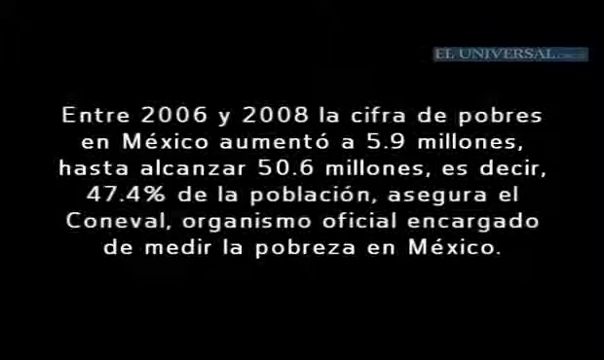 EL UNIVERSAL
Entre 2006 y 2008 la cifra de pobres
en México aumentó a 5.9 millones,
hasta alcanzar 50.6 millones, es decir,
47.4% de la población, asegura el
Coneval, organismo oficial encargado
de medir la pobreza en México.